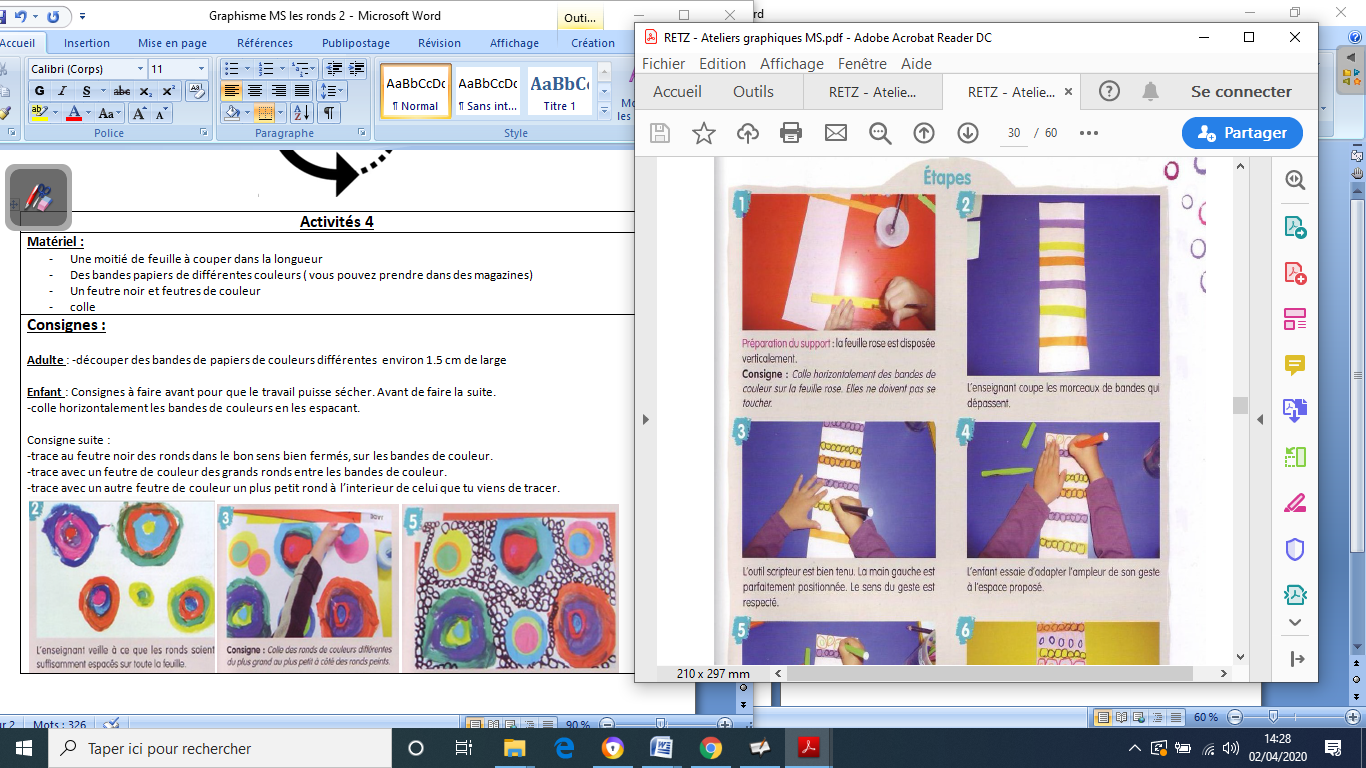 Graphisme MS les ronds 2 - Microsoft Word
Outi...
Accueil Insertion Mise en page Références Publipostage Révision Affichage Création
Calibri (Corps) 11
AaBbCcDc AaBbCcDc AaBbCc
¶ Normal ¶ Sans int... Titre 1
Police Paragraphe Style
Activités 4
Matériel :
- Une moitié de feuille à couper dans la longueur
- Des bandes papiers de différentes couleurs ( vous pouvez prendre dans des magazines)
- Un feutre noir et feutres de couleur
- colle
Consignes :
Adulte : -découper des bandes de papiers de couleurs différentes environ 1.5 cm de large
Enfant : Consignes à faire avant pour que le travail puisse sécher. Avant de faire la suite.
-colle horizontalement les bandes de couleurs en les espacant.
Consigne suite :
-trace au feutre noir des ronds dans le bon sens bien fermés, sur les bandes de couleur.
-trace avec un feutre de couleur des grands ronds entre les bandes de couleur.
-trace avec un autre feutre de couleur un plus petit rond à l’interieur de celui que tu viens de tracer.
2
L'enseignant veille à ce que les ronds soient
suffisamment espacés sur toute la feuille.
3
Consigne : Colle des ronds de couleurs différentes
du plus grand au plus petit à côté des ronds peints.
5
Mots : 326
90 %
RETZ - Ateliers graphiques MS.pdf - Adobe Acrobat Reader DC
Fichier Edition Affichage Fenêtre Aide
Accueil Outils RETZ - Atelie... RETZ - Atelie... × Se connecter
30 / 60
Partager
Étapes
1
Préparation du support : la feuille rose est disposée
verticalement.
Consigne : Colle horizontalement des bandes de
couleur sur la feuille rose. Elles ne doivent pas se
toucher.
2
L'enseignant coupe les morceaux de bandes qui
dépassent.
3
L'outil scripteur est bien tenu. La main gauche est
parfaitement positionnée. Le sens du geste est
respecté.
4
L'enfant essaie d'adapter l'ampleur de son geste
à l'espace proposé.
5
6
210 x 297 mm
60 %
Taper ici pour rechercher
14:28
02/04/2020